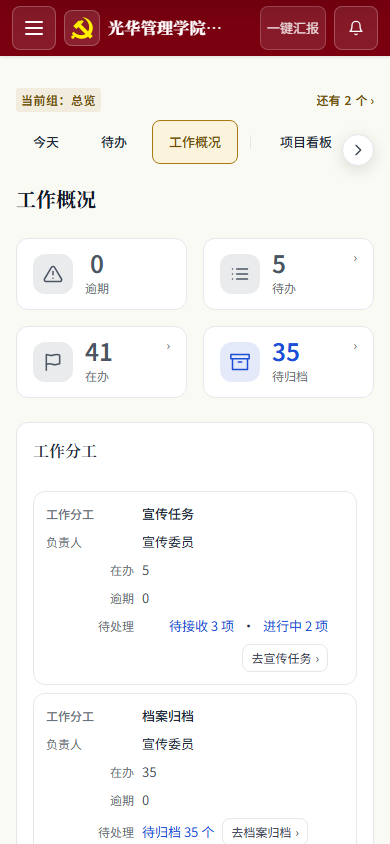 光华管理学院…
一键汇报
当前组：总览
还有 2 个 ›
今天
待办
工作概况
项目看板
工作概况
0
逾期
5
待办
›
41
在办
›
35
待归档
›
工作分工
工作分工 宣传任务
负责人 宣传委员
在办 5
逾期 0
待处理 待接收 3 项 · 进行中 2 项
去宣传任务 ›
工作分工 档案归档
负责人 宣传委员
在办 35
逾期 0
待处理 待归档 35 个 去档案归档 ›